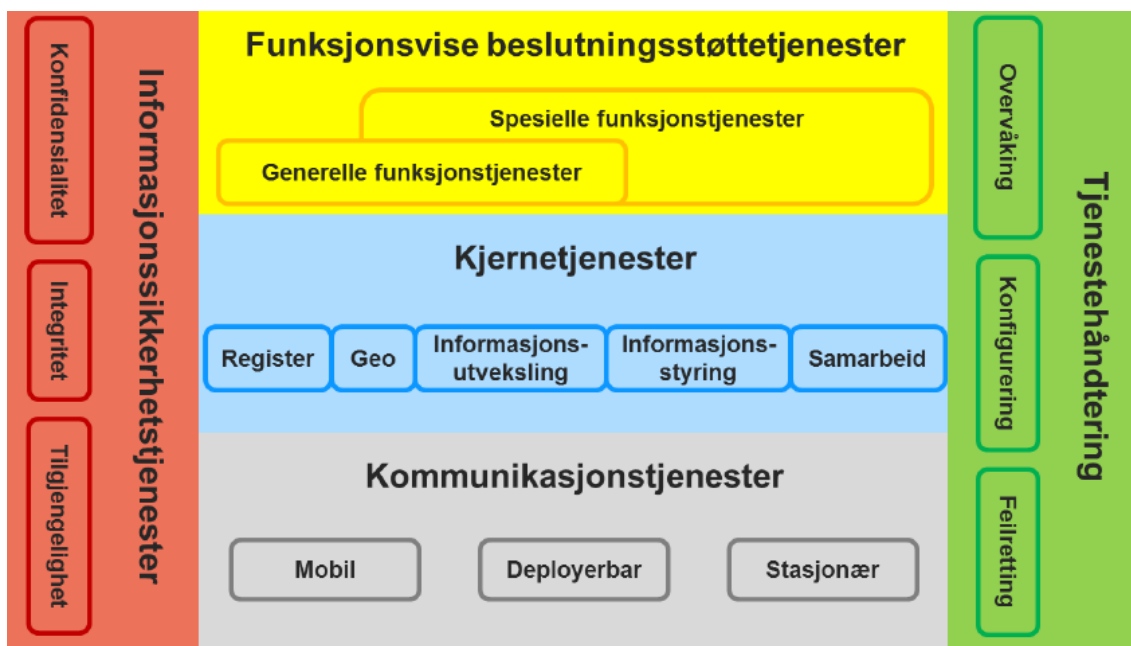 Informasjonssikkerhetstjenester
Konfidensialitet
Integritet
Tilgjengelighet
Funksjonsvise beslutningsstøttetjenester
Spesielle funksjonstjenester
Generelle funksjonstjenester
Kjernetjenester
Register
Geo
Informasjons-
utveksling
Informasjons-
styring
Samarbeid
Kommunikasjonstjenester
Mobil
Deployerbar
Stasjonær
Tjenestehåndtering
Overvåking
Konfigurering
Feilretting